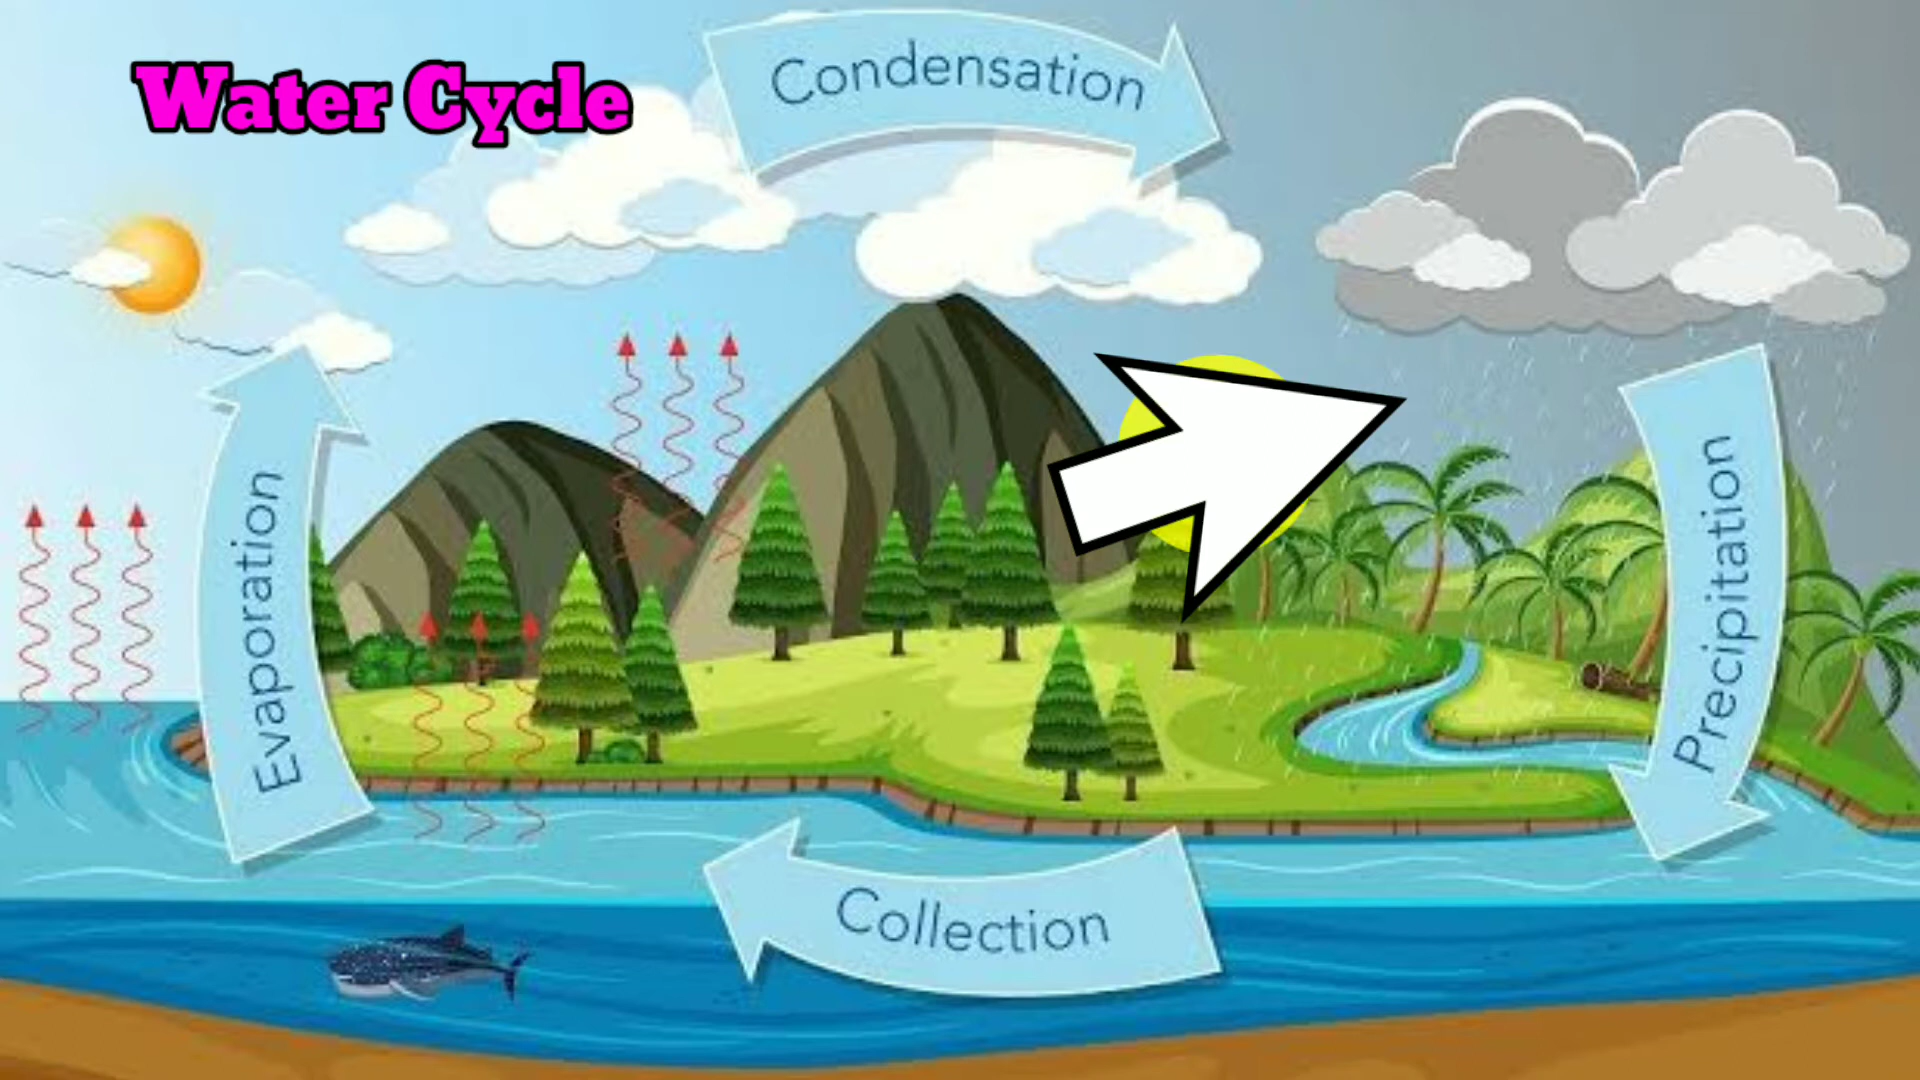 Water Cycle
Condensation
Evaporation
Precipitation
Collection